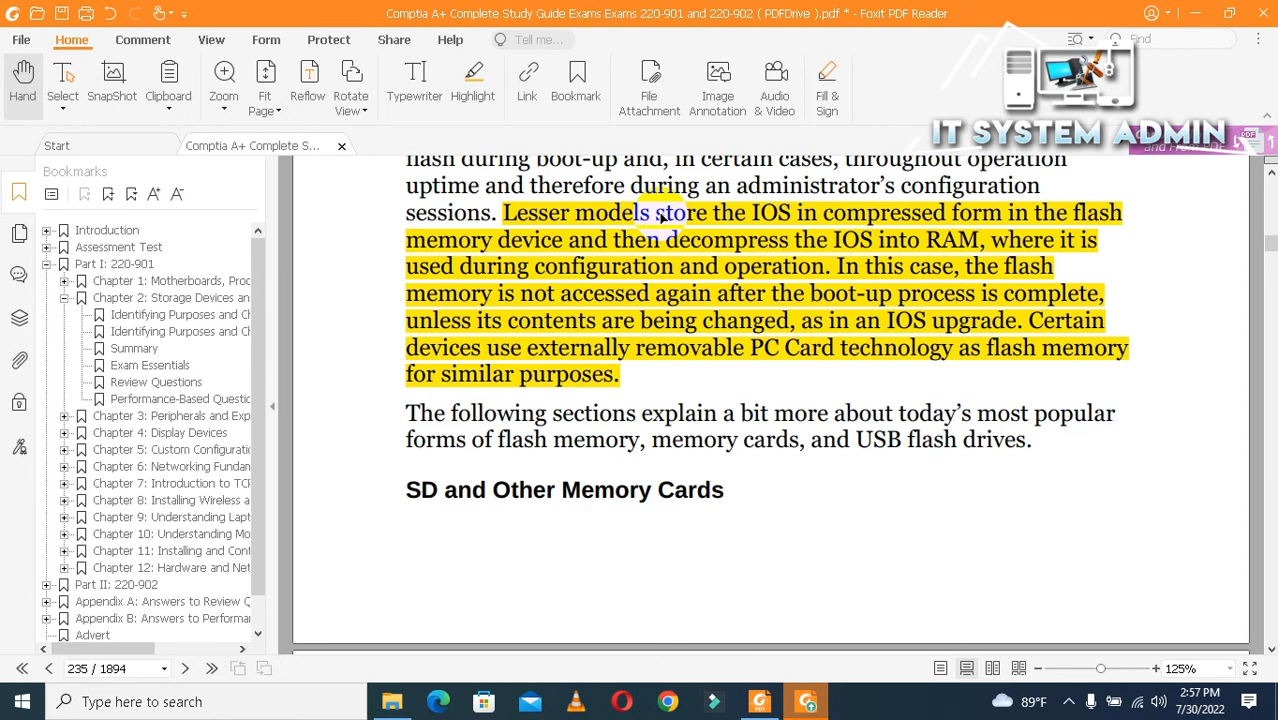 Comptia A+ Complete Study Guide Exams Exams 220-901 and 220-902 ( PDFDrive ).pdf * - Foxit PDF Reader
File Home Comment View Form Protect Share Help Tell me... Find
Hand Select SnapShot Clipboard Zoom Fit Page Reflow Rotate View Typewriter Highlight Link Bookmark File Attachment Image Annotation Audio & Video Fill & Sign
IT SYSTEM ADMIN
Start Comptia A+ Complete S...
and From PDF
Bookmarks
Introduction
Assessment Test
Part I: 220-901
Chapter 1: Motherboards, Proc
Chapter 2: Storage Devices an
Identifying Purposes and Ch
Identifying Purposes and Ch
Summary
Exam Essentials
Review Questions
Performance-Based Questic
Chapter 3: Peripherals and Exp
Chapter 4: Display Devices
Chapter 5: Custom Configuratic
Chapter 6: Networking Fundan
Chapter 7: Introduction to TCP
Chapter 8: Installing Wireless a
Chapter 9: Understanding Lapt
Chapter 10: Understanding Mo
Chapter 11: Installing and Conf
Chapter 12: Hardware and Net
Part II: 220-902
Appendix A: Answers to Review Q
Appendix B: Answers to Performa
Advert
flash during boot-up and, in certain cases, throughout operation
uptime and therefore during an administrator's configuration
sessions. Lesser models store the IOS in compressed form in the flash
memory device and then decompress the IOS into RAM, where it is
used during configuration and operation. In this case, the flash
memory is not accessed again after the boot-up process is complete,
unless its contents are being changed, as in an IOS upgrade. Certain
devices use externally removable PC Card technology as flash memory
for similar purposes.
The following sections explain a bit more about today's most popular
forms of flash memory, memory cards, and USB flash drives.
SD and Other Memory Cards
235 / 1894 125%
Type here to search 89°F 2:57 PM
7/30/2022